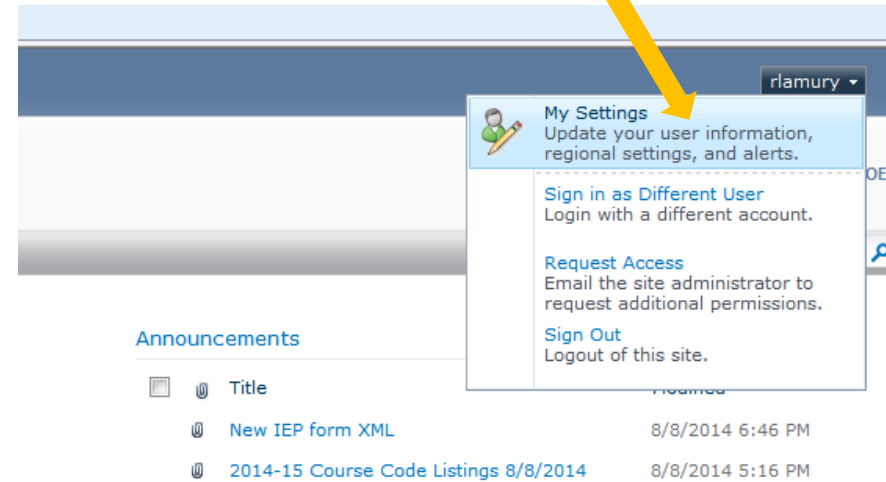 rlamury
My Settings
Update your user information,
regional settings, and alerts.
OE
Sign in as Different User
Login with a different account.
Request Access
Email the site administrator to
request additional permissions.
Sign Out
Logout of this site.
Announcements
Title
New IEP form XML 8/8/2014 6:46 PM
2014-15 Course Code Listings 8/8/2014 8/8/2014 5:16 PM